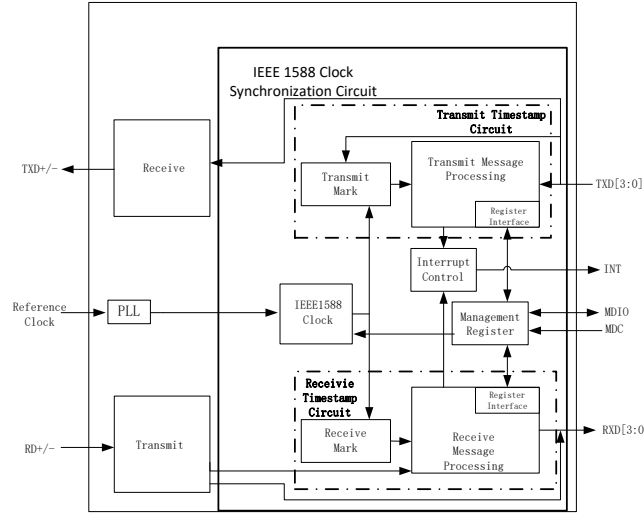 IEEE 1588 Clock
Synchronization Circuit
Transmit Timestamp
Circuit
TXD+/-
Receive
Transmit
Mark
Transmit Message
Processing
Register
Interface
TXD[3:0]
Interrupt
Control
INT
Reference
Clock
PLL
IEEE1588
Clock
Management
Register
MDIO
MDC
Receivie
Timestamp
Circuit
Register
Interface
RD+/-
Transmit
Receive
Mark
Receive
Message
Processing
RXD[3:0